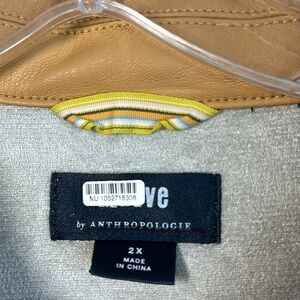 ve
NU 1052718308
by ANTHROPOLOGIE
2X
MADE
IN CHINA